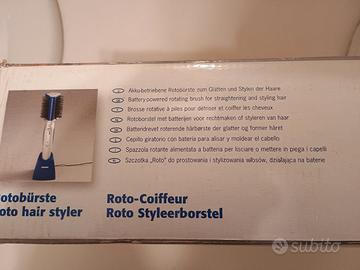 Akku-betriebene Rotobürste zum Glätten und Stylen der Haare
Battery-powered rotating brush for straightening and styling hair
Brosse rotative à piles pour défriser et coiffer les cheveux
Rotoborstel met batterijen voor rechtmaken of styleren van haar
Batteridrevet roterende hårbørste der glatter og former håret
Cepillo giratorio con batería para alisar y moldear el cabello
Spazzola rotante alimentata a batteria per lisciare o mettere in piega i capelli
Szczotka „Roto" do prostowania i stylizowania włosów, działająca na baterie
otobürste
oto hair styler
Roto-Coiffeur
Roto Styleerborstel
subito